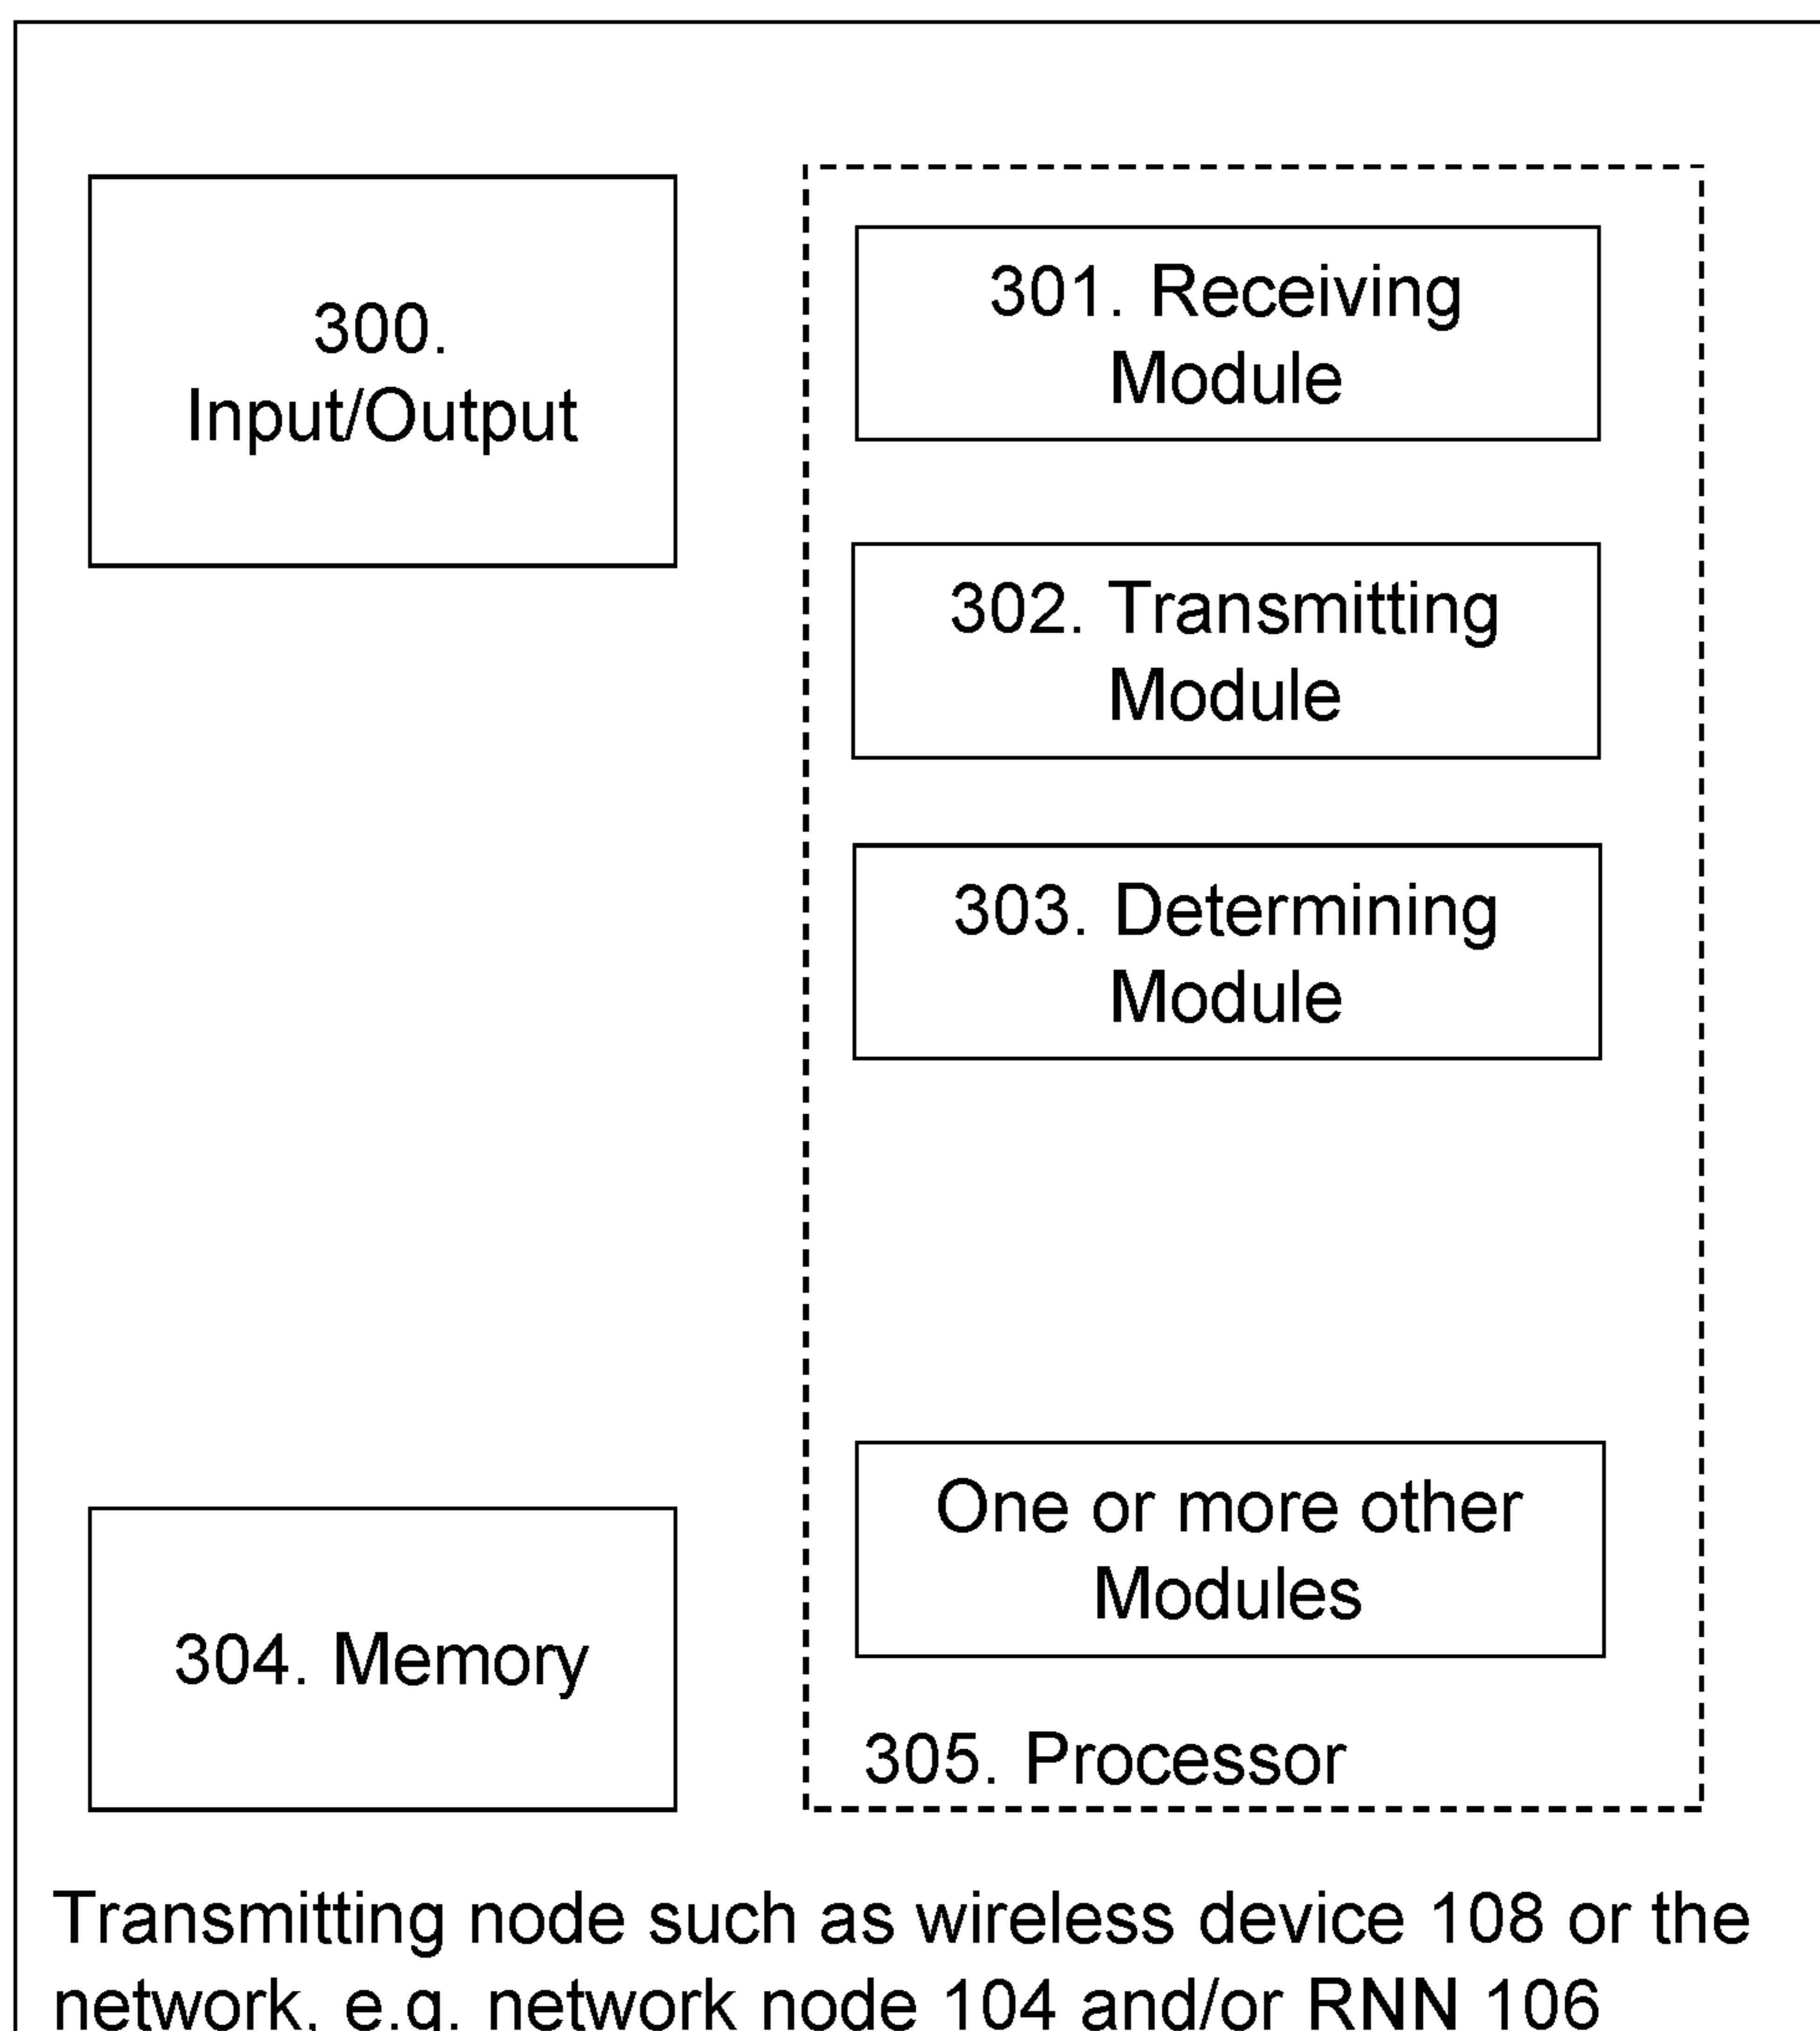 300.
Input/Output
301. Receiving
Module
302. Transmitting
Module
303. Determining
Module
One or more other
Modules
304. Memory
305. Processor
Transmitting node such as wireless device 108 or the
network, e.g. network node 104 and/or RNN 106